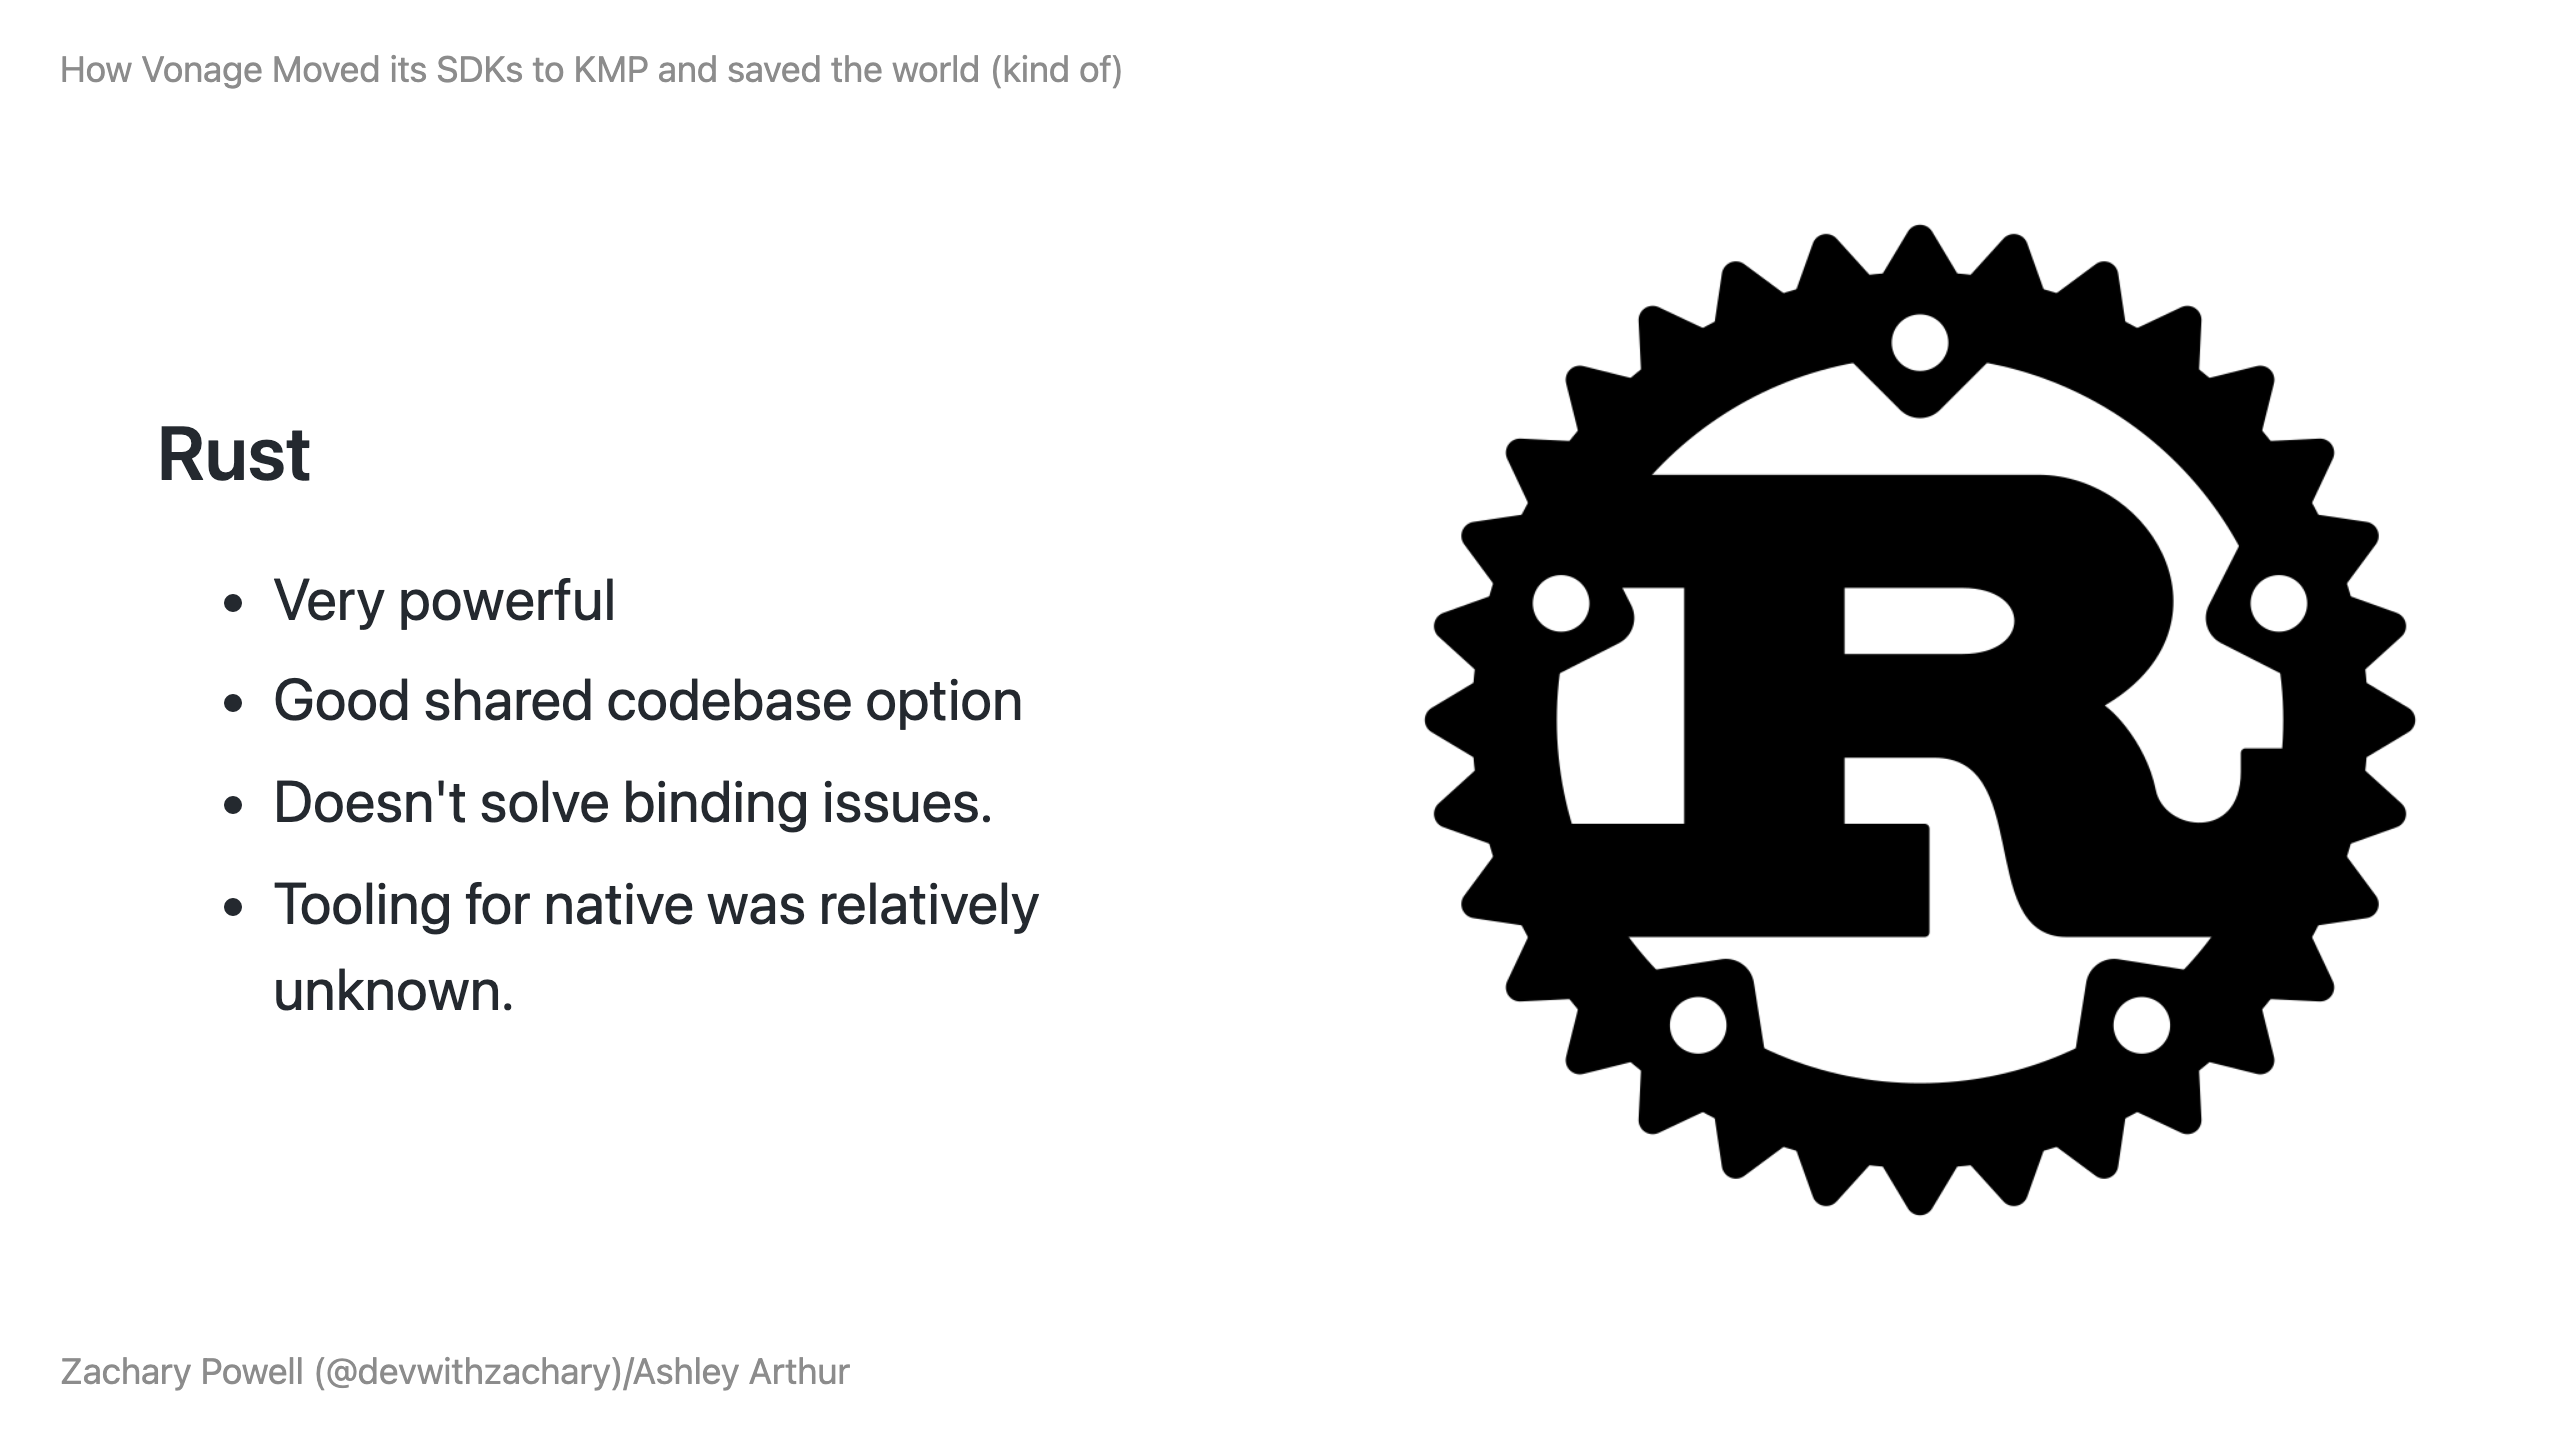 How Vonage Moved its SDKs to KMP and saved the world (kind of)
Rust
• Very powerful
• Good shared codebase option
• Doesn't solve binding issues.
• Tooling for native was relatively
unknown.
R
Zachary Powell (@devwithzachary)/Ashley Arthur